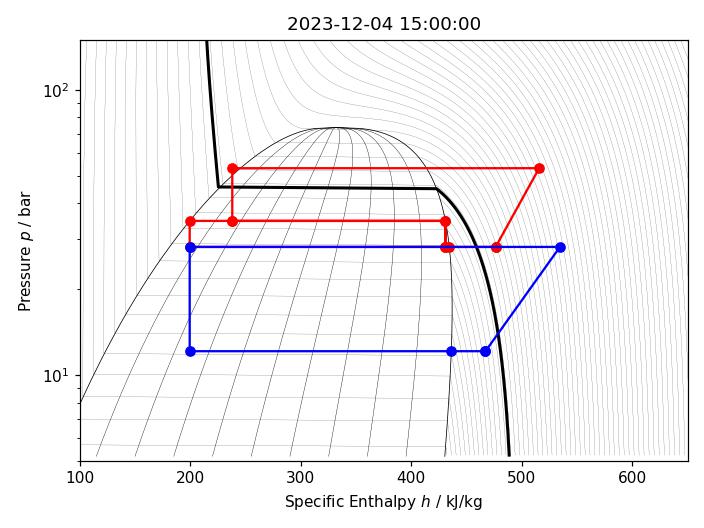 2023-12-04 15:00:00
10²
10¹
Pressure p / bar
100 200 300 400 500 600
Specific Enthalpy h / kJ/kg